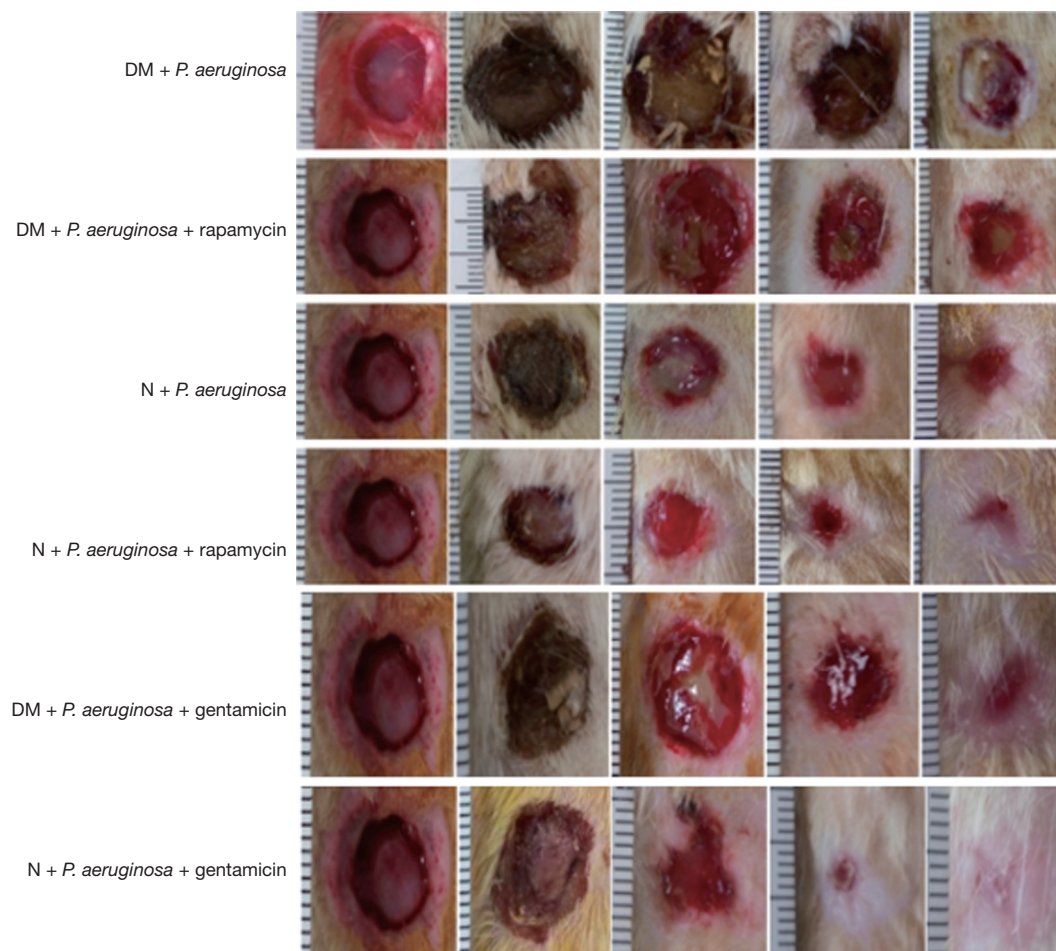 DM + P. aeruginosa
DM + P. aeruginosa + rapamycin
N + P. aeruginosa
N + P. aeruginosa + rapamycin
DM + P. aeruginosa + gentamicin
N + P. aeruginosa + gentamicin